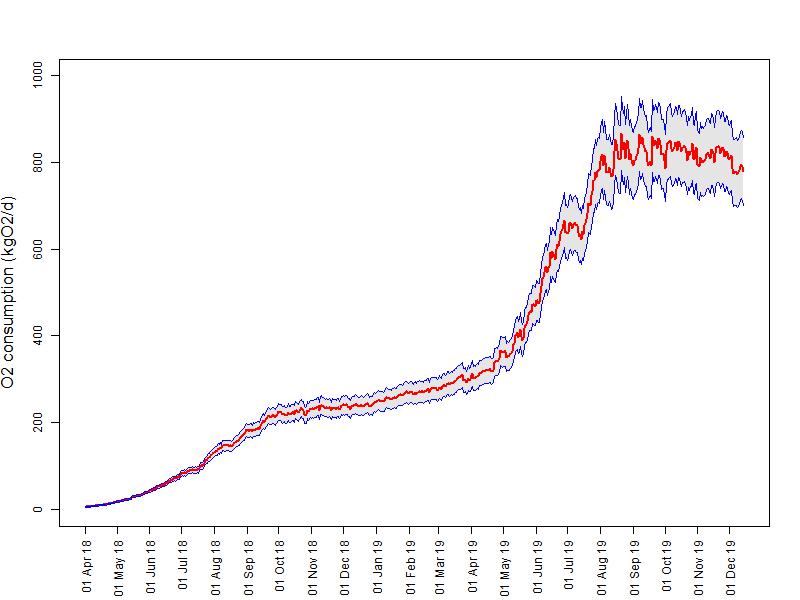 O2 consumption (kgO2/d)
1000
800
600
400
200
0
01 Apr 18
01 May 18
01 Jun 18
01 Jul 18
01 Aug 18
01 Sep 18
01 Oct 18
01 Nov 18
01 Dec 18
01 Jan 19
01 Feb 19
01 Mar 19
01 Apr 19
01 May 19
01 Jun 19
01 Jul 19
01 Aug 19
01 Sep 19
01 Oct 19
01 Nov 19
01 Dec 19